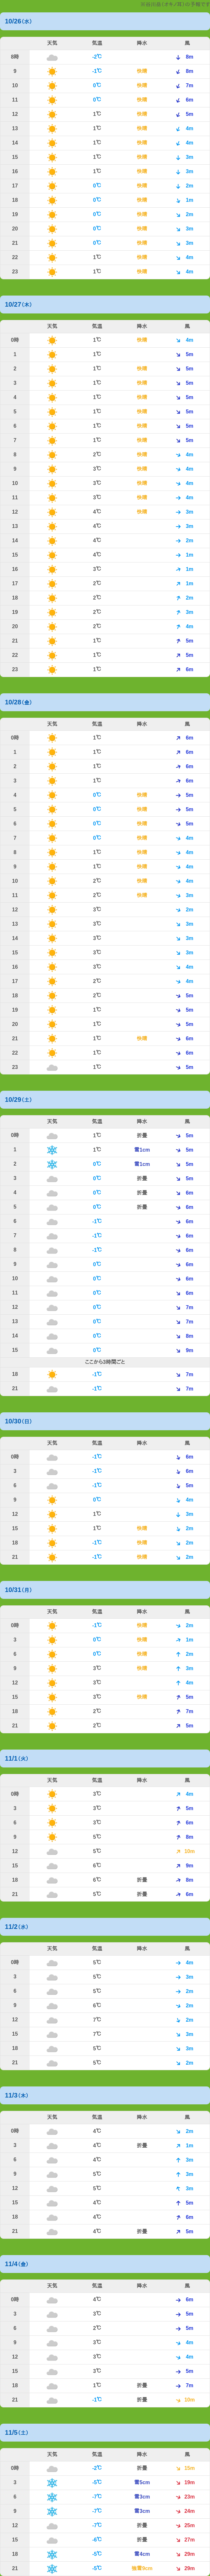 10/26(水)
天気 気温 降水 風
8時 -2℃ 8m
9 -1℃ 快晴 8m
10 0℃ 快晴 7m
11 0℃ 快晴 6m
12 1℃ 快晴 5m
13 1℃ 快晴 4m
14 1℃ 快晴 4m
15 1℃ 快晴 3m
16 1℃ 快晴 3m
17 0℃ 快晴 2m
18 0℃ 快晴 1m
19 0℃ 快晴 2m
20 0℃ 快晴 3m
21 0℃ 快晴 3m
22 1℃ 快晴 4m
23 1℃ 快晴 4m
10/27(木)
天気 気温 降水 風
0時 1℃ 快晴 4m
1 1℃ 5m
2 1℃ 快晴 5m
3 1℃ 快晴 5m
4 1℃ 快晴 5m
5 1℃ 快晴 5m
6 1℃ 快晴 5m
7 1℃ 快晴 5m
8 2℃ 快晴 4m
9 3℃ 快晴 4m
10 3℃ 快晴 4m
11 3℃ 快晴 4m
12 4℃ 快晴 3m
13 4℃ 3m
14 4℃ 2m
15 4℃ 1m
16 3℃ 1m
17 2℃ 1m
18 2℃ 2m
19 2℃ 3m
20 2℃ 4m
21 1℃ 5m
22 1℃ 5m
23 1℃ 6m
10/28(金)
天気 気温 降水 風
0時 1℃ 6m
1 1℃ 6m
2 1℃ 6m
3 1℃ 6m
4 0℃ 快晴 5m
5 0℃ 快晴 5m
6 0℃ 快晴 5m
7 0℃ 快晴 4m
8 1℃ 快晴 4m
9 1℃ 快晴 4m
10 2℃ 快晴 4m
11 2℃ 快晴 3m
12 3℃ 2m
13 3℃ 3m
14 3℃ 3m
15 3℃ 3m
16 3℃ 4m
17 2℃ 4m
18 2℃ 5m
19 1℃ 5m
20 1℃ 5m
21 1℃ 快晴 6m
22 1℃ 6m
23 1℃ 5m
10/29(土)
天気 気温 降水 風
0時 1℃ 折曇 5m
1 1℃ 雪1cm 5m
2 0℃ 雪1cm 5m
3 0℃ 折曇 5m
4 0℃ 折曇 6m
5 0℃ 折曇 6m
6 -1℃ 6m
7 -1℃ 6m
8 -1℃ 6m
9 0℃ 6m
10 0℃ 6m
11 0℃ 6m
12 0℃ 7m
13 0℃ 7m
14 0℃ 8m
15 0℃ 9m
ここから3時間ごと
18 -1℃ 7m
21 -1℃ 7m
10/30(日)
天気 気温 降水 風
0時 -1℃ 6m
3 -1℃ 6m
6 -1℃ 5m
9 0℃ 4m
12 1℃ 3m
15 1℃ 快晴 2m
18 -1℃ 快晴 2m
21 -1℃ 快晴 2m
10/31(月)
天気 気温 降水 風
0時 -1℃ 快晴 2m
3 0℃ 快晴 1m
6 0℃ 快晴 2m
9 3℃ 快晴 3m
12 3℃ 4m
15 3℃ 快晴 5m
18 2℃ 7m
21 2℃ 5m
11/1(火)
天気 気温 降水 風
0時 3℃ 4m
3 3℃ 5m
6 3℃ 6m
9 5℃ 8m
12 5℃ 10m
15 6℃ 9m
18 6℃ 折曇 8m
21 5℃ 折曇 6m
11/2(水)
天気 気温 降水 風
0時 5℃ 4m
3 5℃ 3m
6 5℃ 2m
9 6℃ 2m
12 7℃ 2m
15 7℃ 3m
18 5℃ 3m
21 5℃ 2m
11/3(木)
天気 気温 降水 風
0時 4℃ 2m
3 4℃ 折曇 1m
6 4℃ 3m
9 5℃ 3m
12 5℃ 3m
15 4℃ 5m
18 4℃ 6m
21 4℃ 折曇 5m
11/4(金)
天気 気温 降水 風
0時 4℃ 6m
3 3℃ 5m
6 2℃ 5m
9 3℃ 4m
12 3℃ 4m
15 3℃ 5m
18 1℃ 折曇 7m
21 -1℃ 折曇 10m
11/5(土)
天気 気温 降水 風
0時 -2℃ 折曇 15m
3 -5℃ 雪5cm 19m
6 -7℃ 雪3cm 23m
9 -7℃ 雪3cm 24m
12 -7℃ 折曇 25m
15 -6℃ 折曇 27m
18 -5℃ 雪4cm 29m
21 -5℃ 強雪9cm 29m